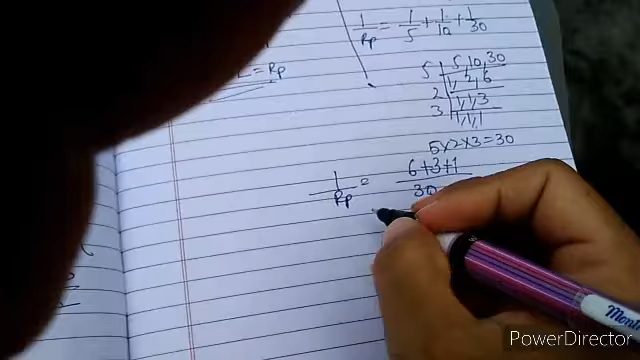 1/Rp = 1/5 + 1/10 + 1/30
= Rp
5 | 5, 10, 30
2 | 1, 2, 6
3 | 1, 1, 3
1, 1, 1
5×2×3=30
1/Rp = 6+3+1/30
PowerDirector